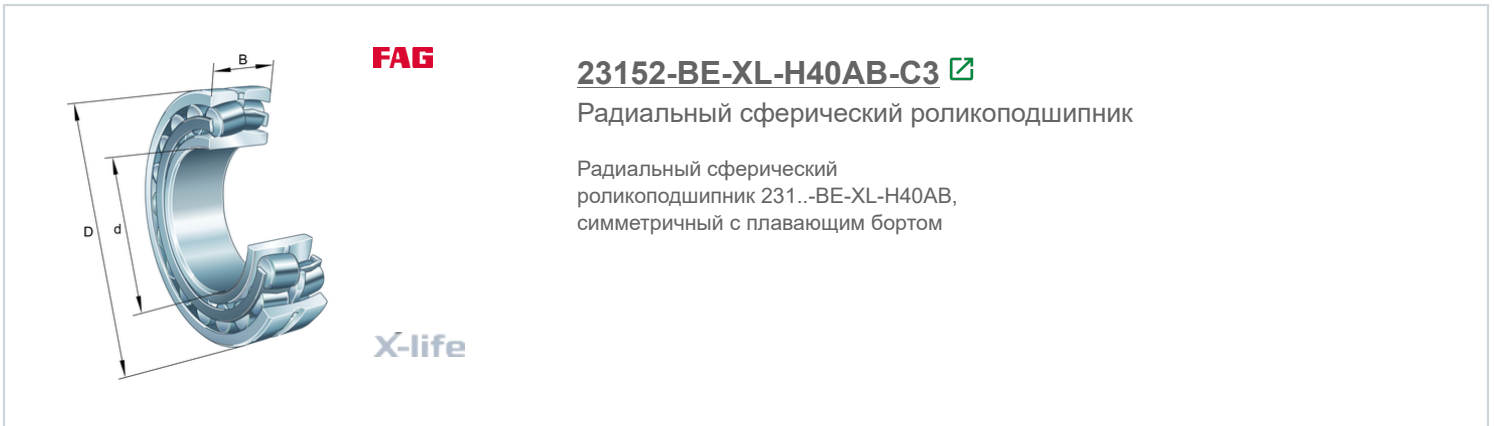 B
FAG
23152-BE-XL-H40AB-C3
Радиальный сферический роликоподшипник
Радиальный сферический
роликоподшипник 231..-BE-XL-H40AB,
симметричный с плавающим бортом
D
d
X-life